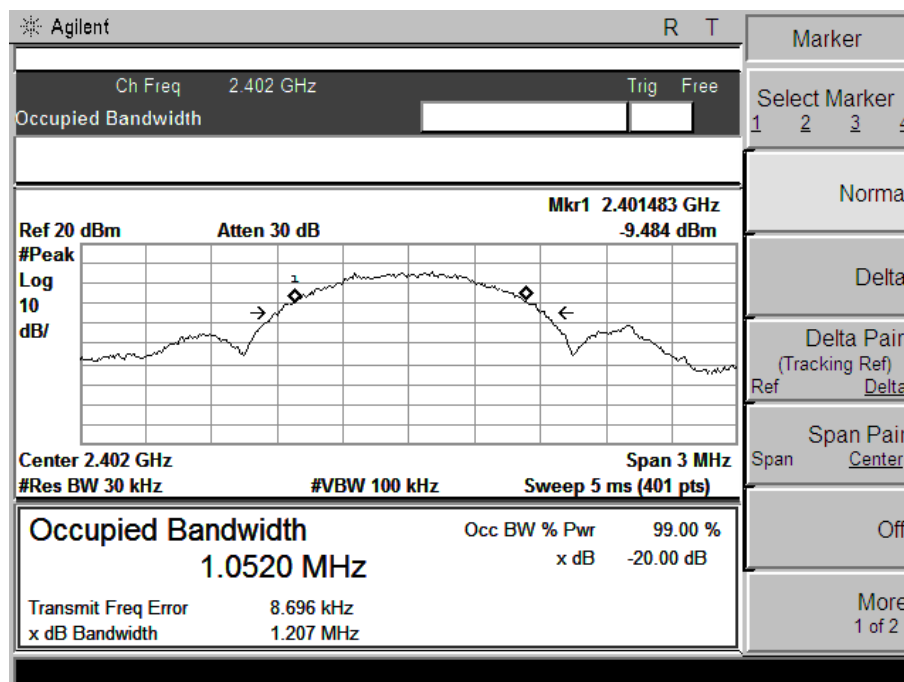 Agilent R T
Ch Freq 2.402 GHz Trig Free
Occupied Bandwidth
Mkr1 2.401483 GHz
Ref 20 dBm Atten 30 dB -9.484 dBm
#Peak
Log
10
dB/
1
Center 2.402 GHz Span 3 MHz
#Res BW 30 kHz #VBW 100 kHz Sweep 5 ms (401 pts)
Occupied Bandwidth
1.0520 MHz
Occ BW % Pwr 99.00 %
x dB -20.00 dB
Transmit Freq Error 8.696 kHz
x dB Bandwidth 1.207 MHz
Marker
Select Marker
1 2 3 4
Norma
Delta
Delta Pair
(Tracking Ref)
Ref Delta
Span Pair
Span Center
Off
More
1 of 2